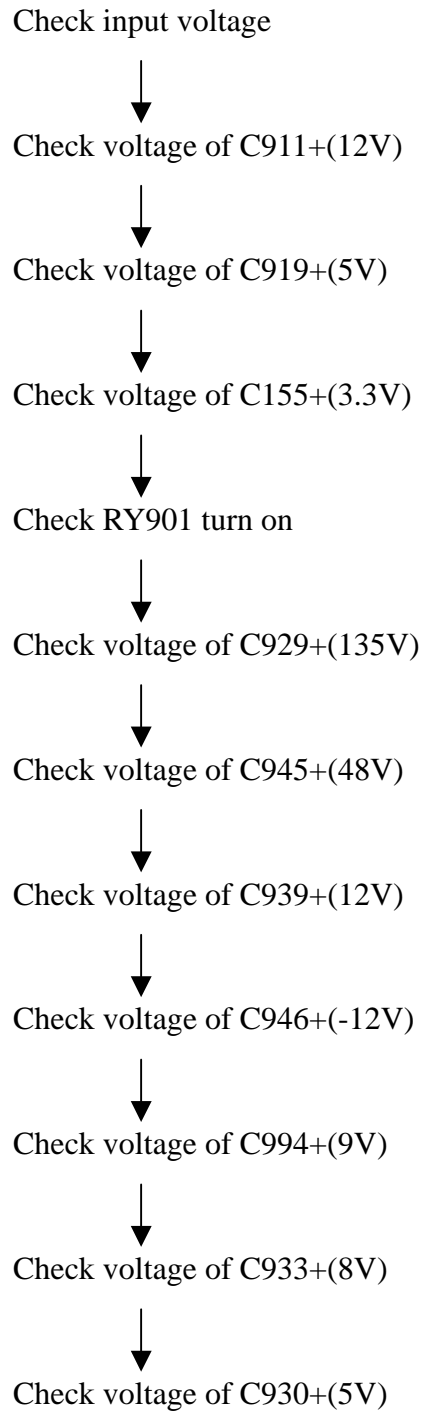 Check input voltage
Check voltage of C911+(12V)
Check voltage of C919+(5V)
Check voltage of C155+(3.3V)
Check RY901 turn on
Check voltage of C929+(135V)
Check voltage of C945+(48V)
Check voltage of C939+(12V)
Check voltage of C946+(-12V)
Check voltage of C994+(9V)
Check voltage of C933+(8V)
Check voltage of C930+(5V)